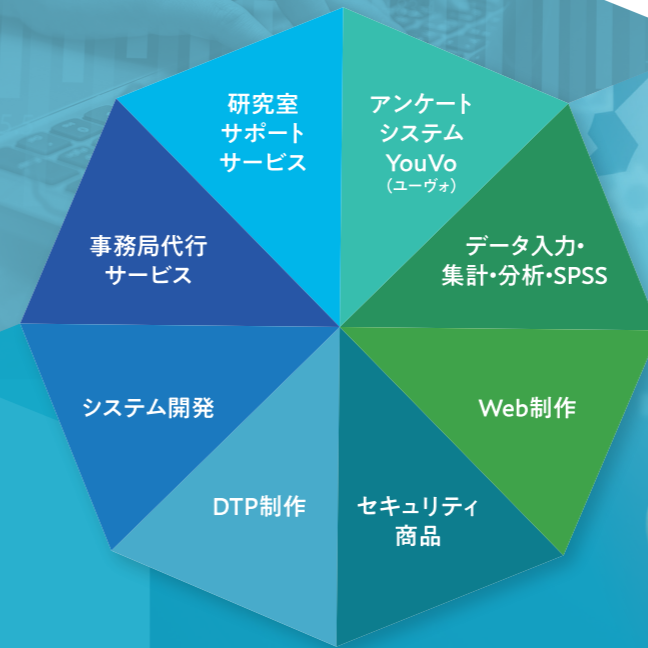 研究室
サポート
サービス
アンケート
システム
YouVo
（ユーヴォ）
事務局代行
サービス
データ入力・
集計・分析・SPSS
システム開発
Web制作
DTP制作
セキュリティ
商品